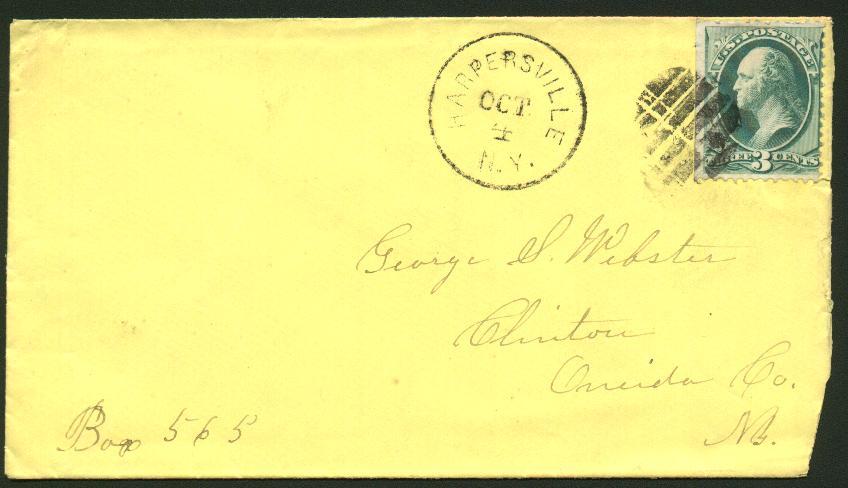 HARPERSVILLE
OCT
4
N.Y.
U.S. POSTAGE
THREE 3 CENTS
George S. Webster
Clinton
Oneida Co.
N.Y.
Box 565